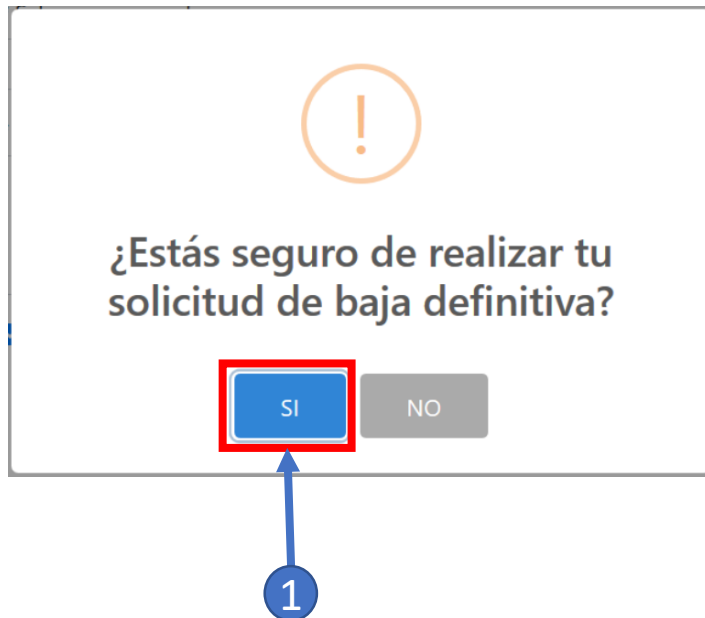 !
¿Estás seguro de realizar tu
solicitud de baja definitiva?
SI NO
1